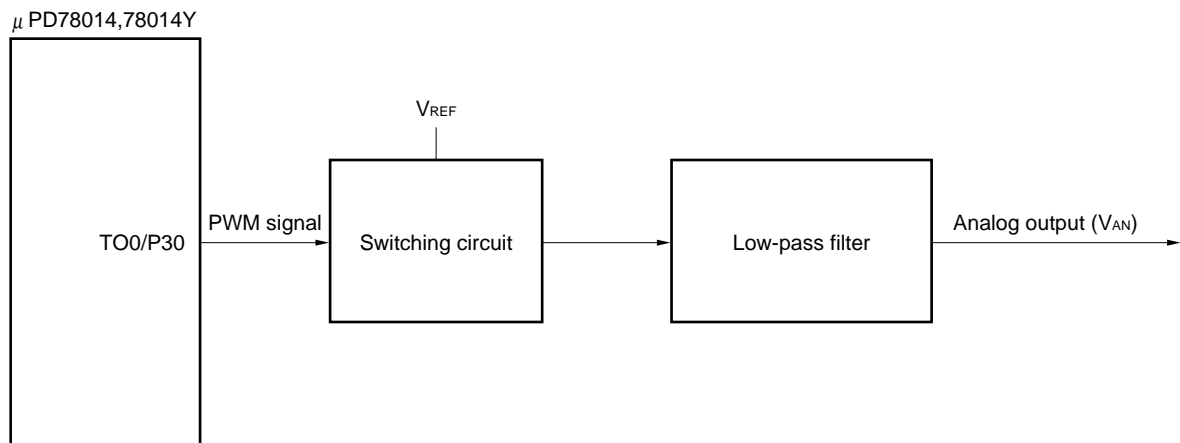 μ PD78014,78014Y
VREF
TO0/P30
PWM signal
Switching circuit
Low-pass filter
Analog output (VAN)